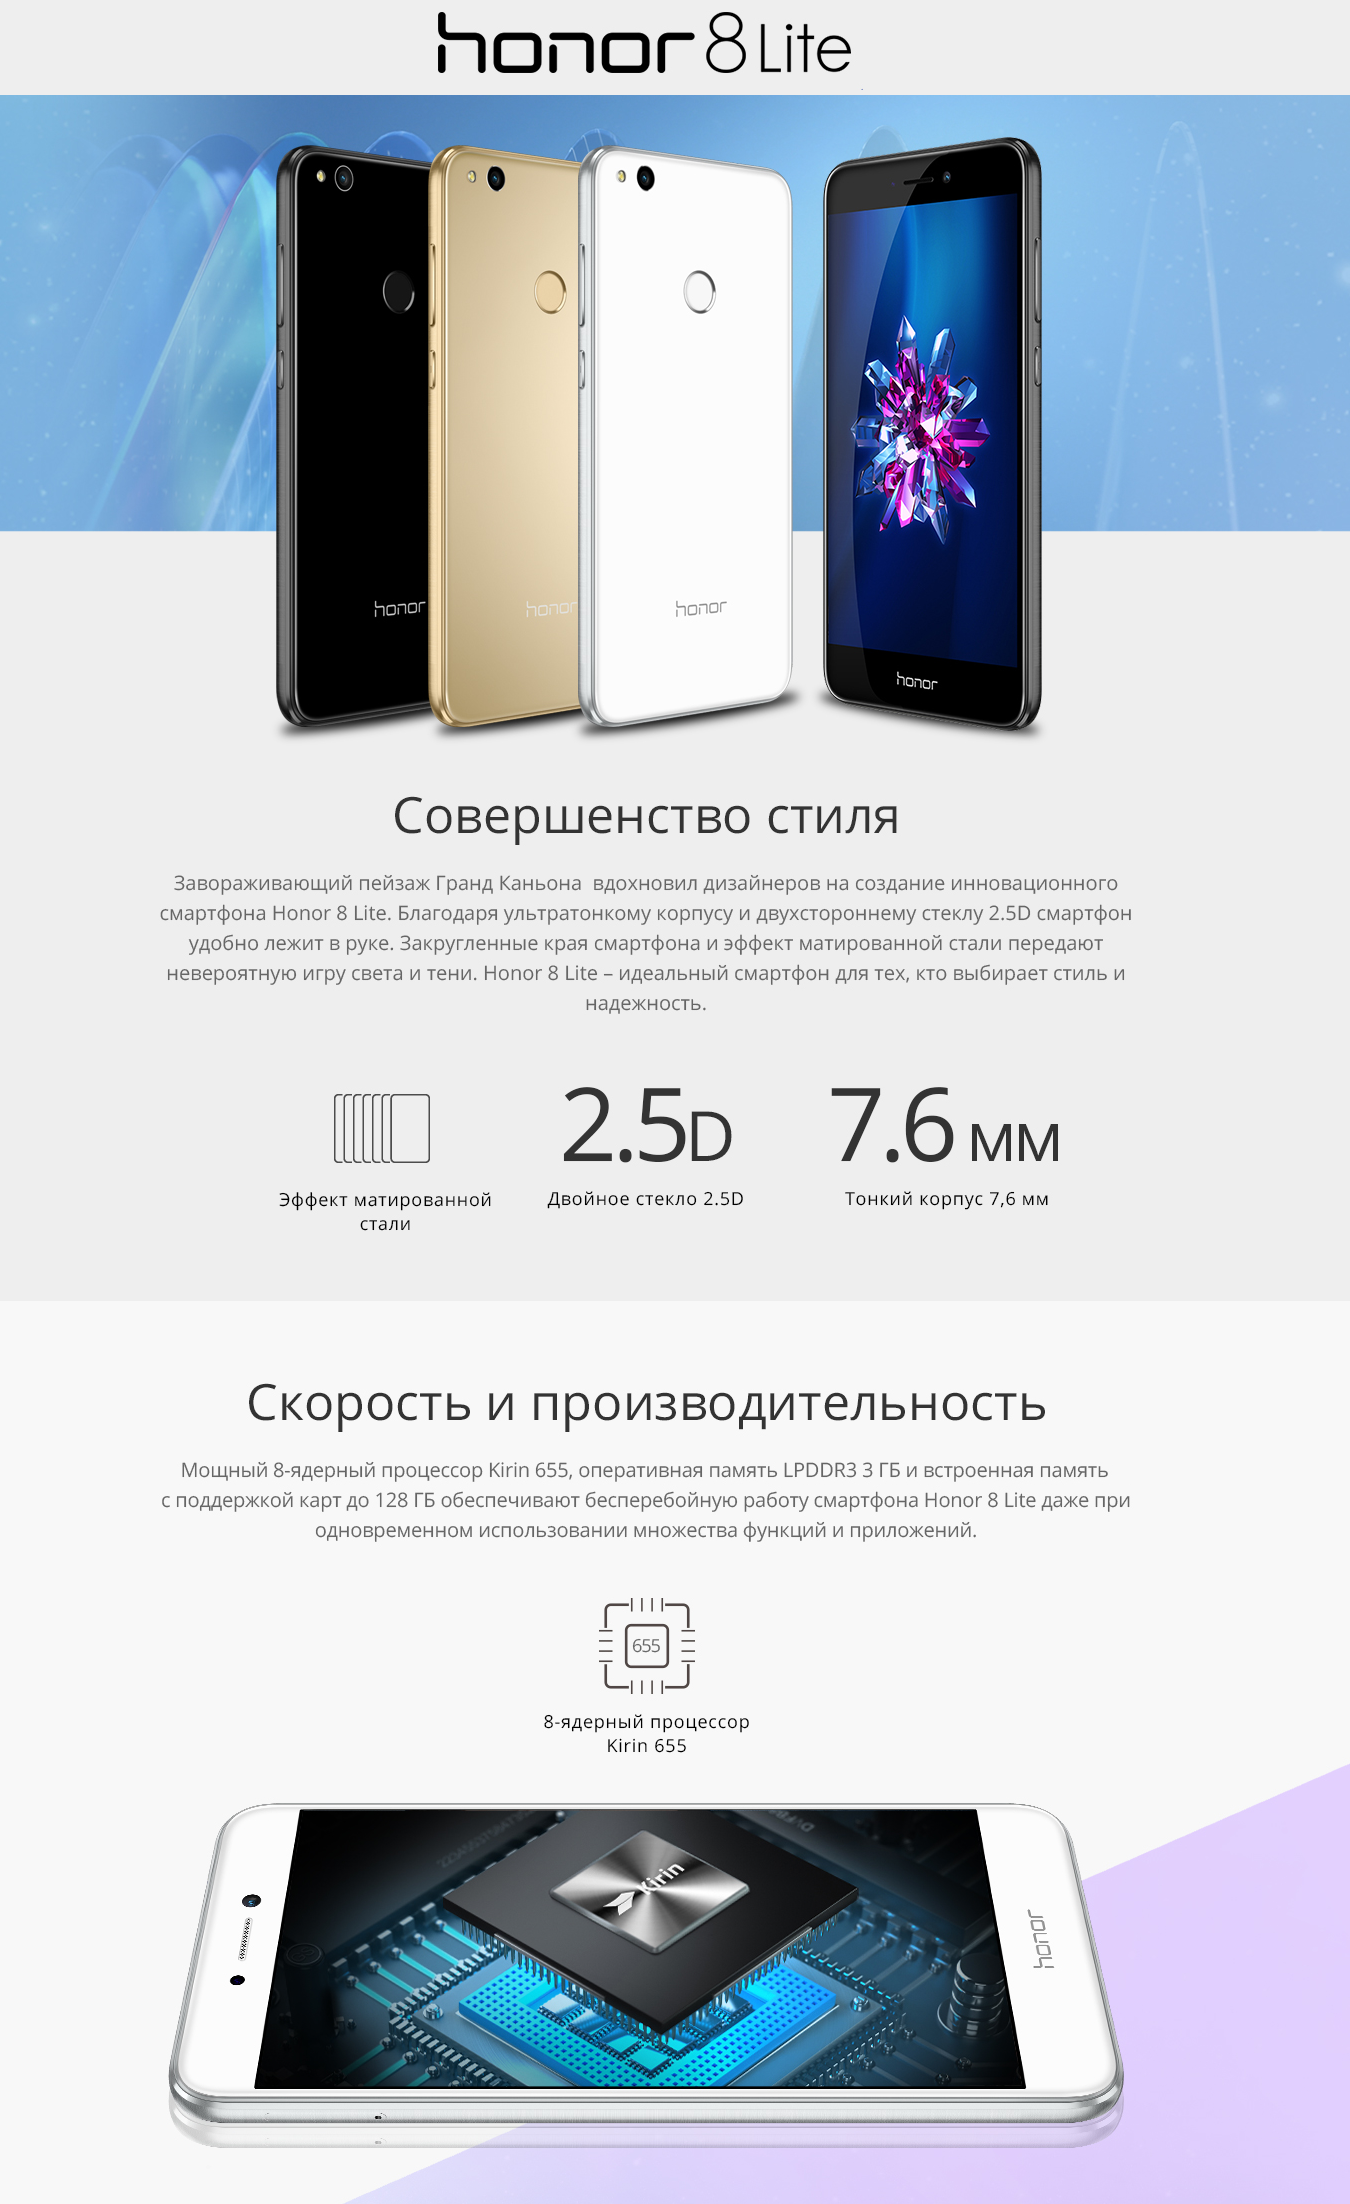 honor 8 Lite
honor
honor
honor
honor
Совершенство стиля
Завораживающий пейзаж Гранд Каньона вдохновил дизайнеров на создание инновационного
смартфона Honor 8 Lite. Благодаря ультратонкому корпусу и двухстороннему стеклу 2.5D смартфон
удобно лежит в руке. Закругленные края смартфона и эффект матированной стали передают
невероятную игру света и тени. Honor 8 Lite – идеальный смартфон для тех, кто выбирает стиль и
надежность.
2.5D
7.6 мм
Эффект матированной
стали
Двойное стекло 2.5D
Тонкий корпус 7,6 мм
Скорость и производительность
Мощный 8-ядерный процессор Kirin 655, оперативная память LPDDR3 3 ГБ и встроенная память
с поддержкой карт до 128 ГБ обеспечивают бесперебойную работу смартфона Honor 8 Lite даже при
одновременном использовании множества функций и приложений.
655
8-ядерный процессор
Kirin 655
Kirin
honor